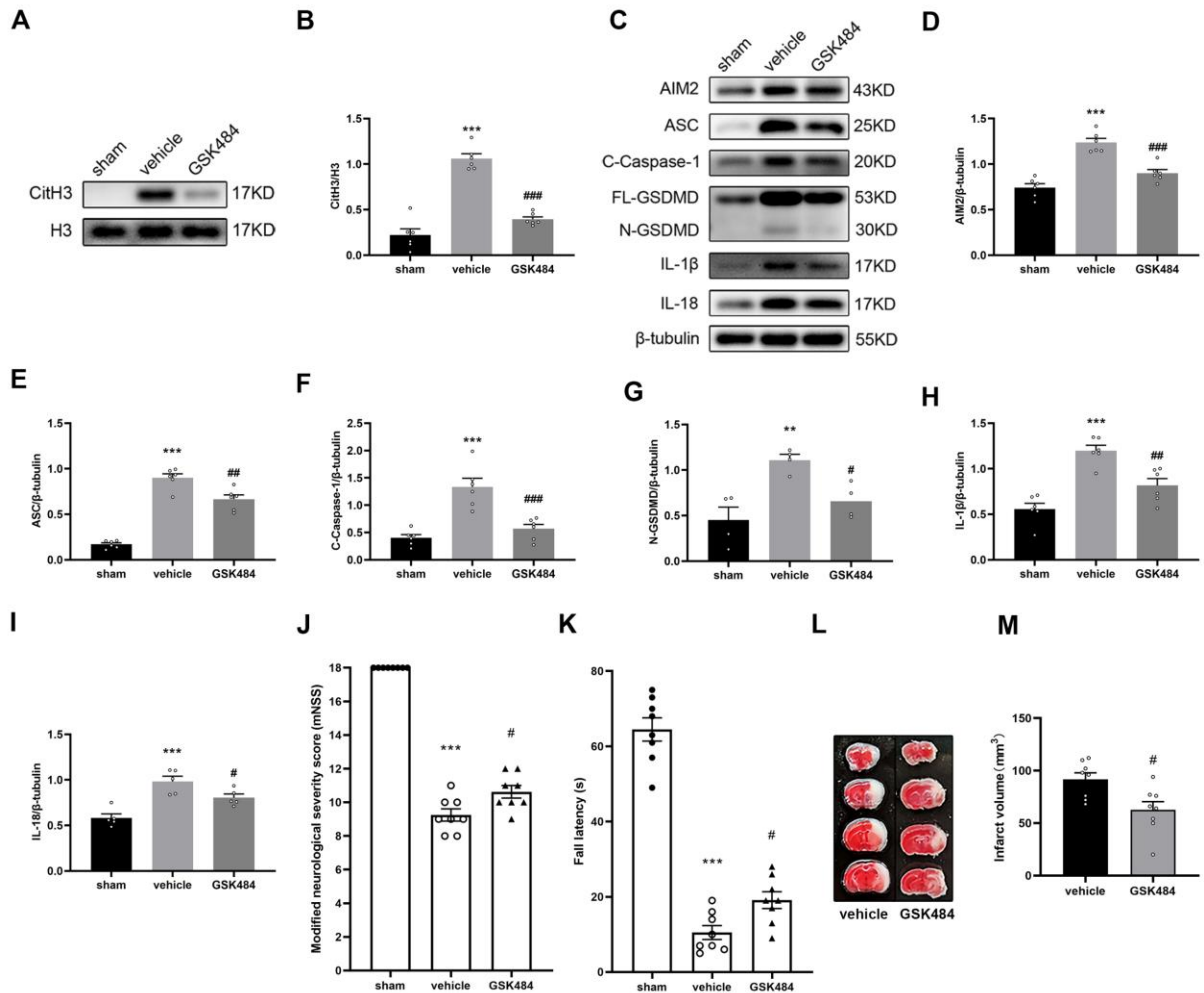 A
sham
vehicle
GSK484
CitH3
17KD
H3
17KD
B
CitH3/H3
1.5
1.0
0.5
0.0
***
###
sham vehicle GSK484
C
sham
vehicle
GSK484
AIM2
43KD
ASC
25KD
C-Caspase-1
20KD
FL-GSDMD
53KD
N-GSDMD
30KD
IL-1β
17KD
IL-18
17KD
β-tubulin
55KD
D
AIM2/β-tubulin
1.5
1.0
0.5
0.0
***
###
sham vehicle GSK484
E
ASC/β-tubulin
1.5
1.0
0.5
0.0
***
##
sham vehicle GSK484
F
C-Caspase-1/β-tubulin
2.5
2.0
1.5
1.0
0.5
0.0
***
###
sham vehicle GSK484
G
N-GSDMD/β-tubulin
1.5
1.0
0.5
0.0
**
#
sham vehicle GSK484
H
IL-1β/β-tubulin
1.5
1.0
0.5
0.0
***
##
sham vehicle GSK484
I
IL-18/β-tubulin
1.5
1.0
0.5
0.0
***
#
sham vehicle GSK484
J
Modified neurological severity score (mNSS)
18
16
14
12
10
8
6
4
2
0
***
#
sham vehicle GSK484
K
Fall latency (s)
80
60
40
20
0
***
#
sham vehicle GSK484
L
vehicle GSK484
M
Infarct volume (mm³)
150
100
50
0
#
vehicle GSK484